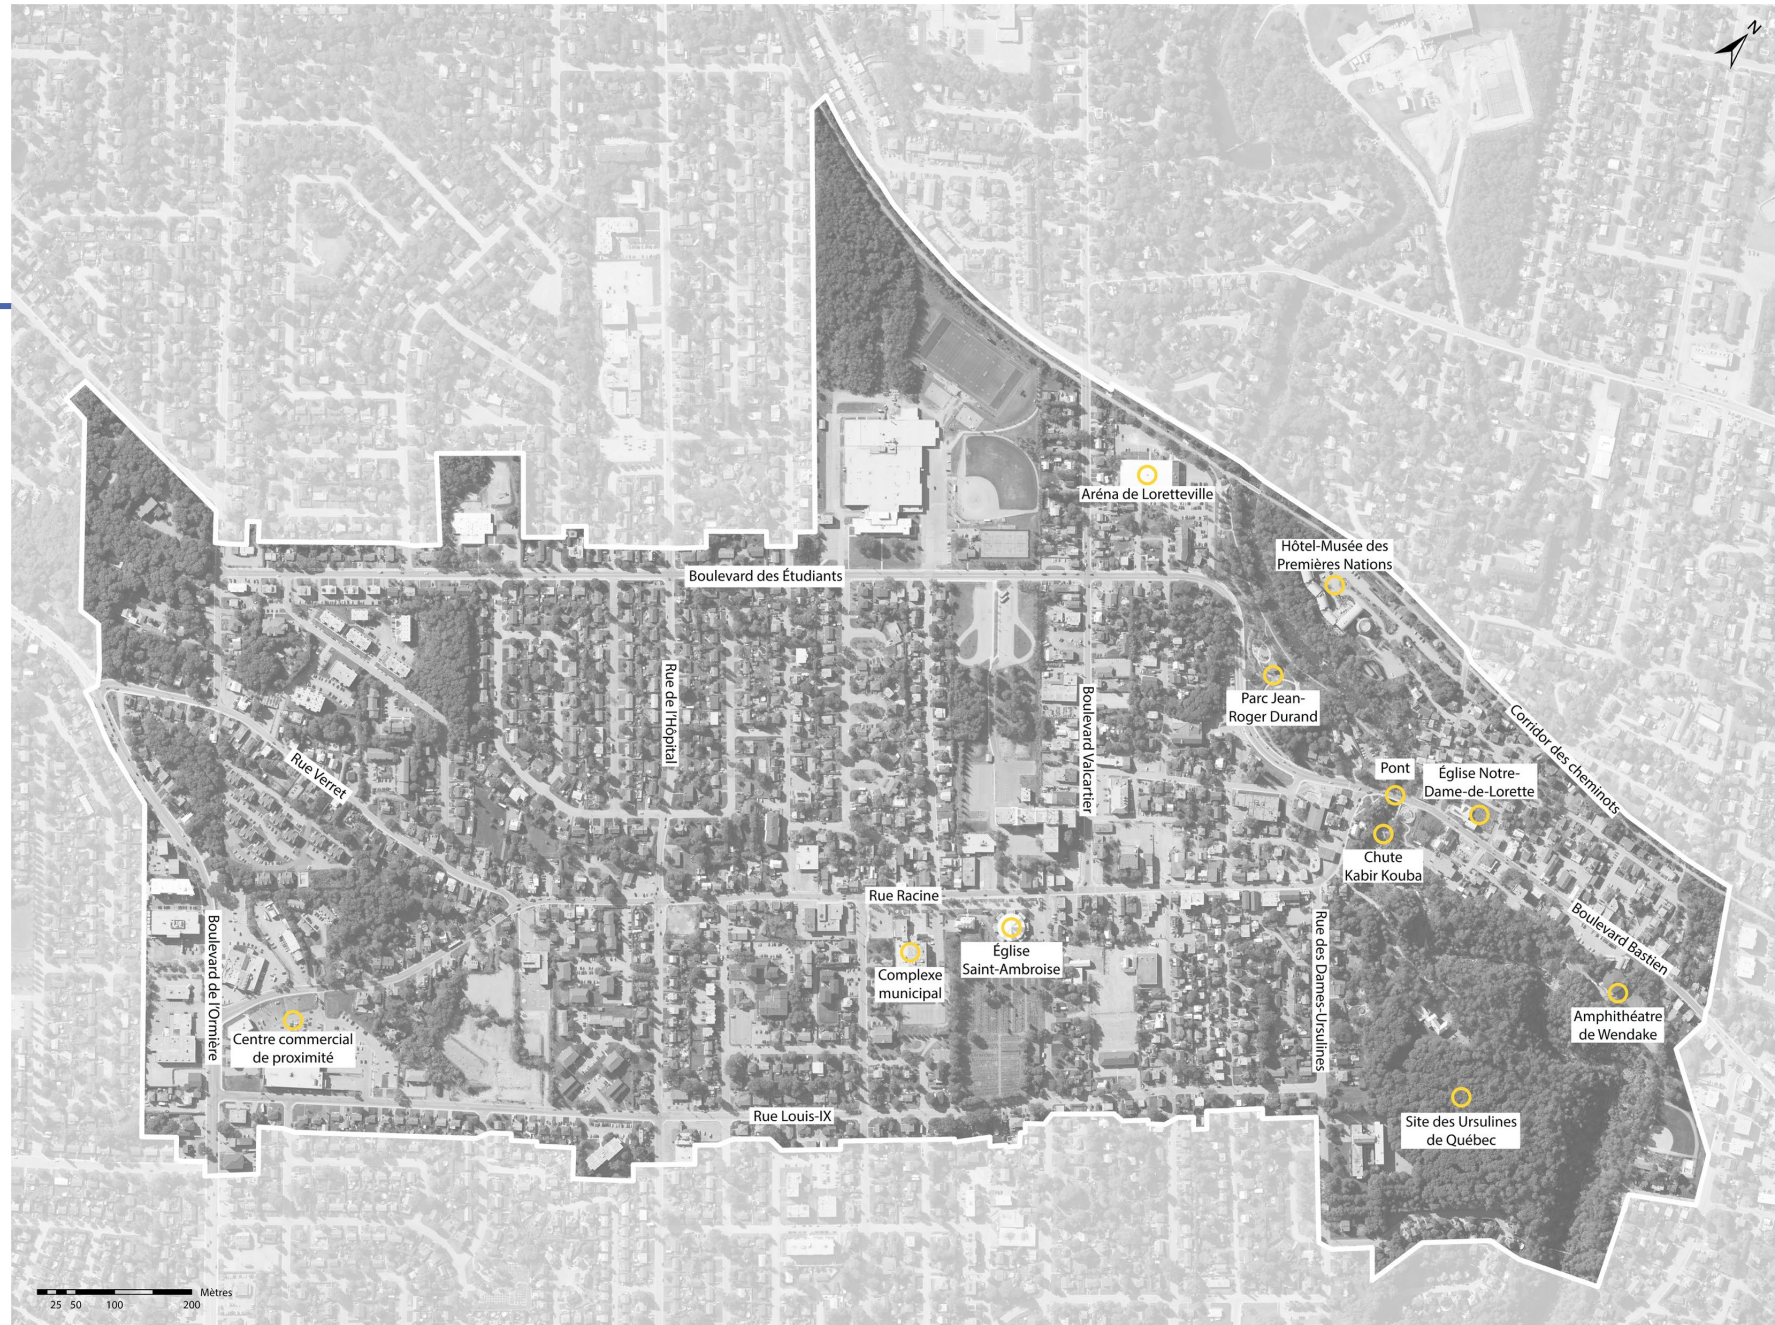 N
Aréna de Loretteville
Hôtel-Musée des
Premières Nations
Boulevard des Étudiants
Rue de l'Hôpital
Boulevard Valcartier
Parc Jean-
Roger Durand
Corridor des cheminots
Rue Verret
Pont
Église Notre-
Dame-de-Lorette
Chute
Kabir Kouba
Rue Racine
Boulevard de l'Ormière
Église
Saint-Ambroise
Complexe
municipal
Rue des Dames-Ursulines
Boulevard Bastien
Amphithéatre
de Wendake
Centre commercial
de proximité
Rue Louis-IX
Site des Ursulines
de Québec
Mètres
25 50 100 200